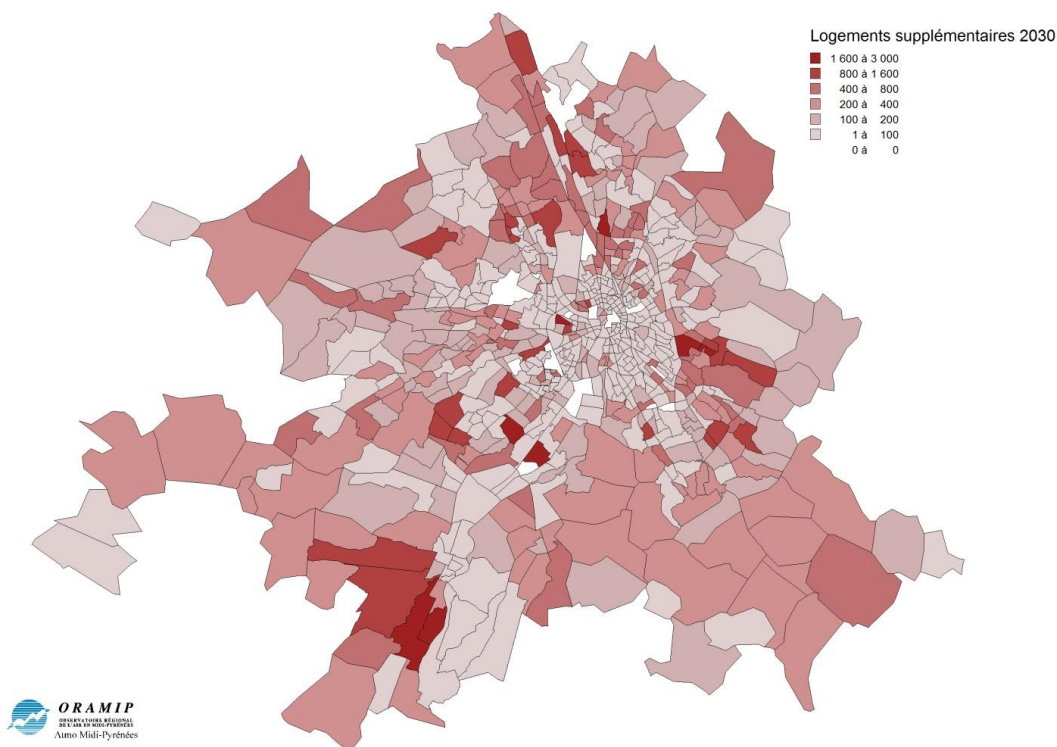 Logements supplémentaires 2030
1 600 à 3 000
800 à 1 600
400 à 800
200 à 400
100 à 200
1 à 100
0 à 0
ORAMIP
OBSERVATOIRE RÉGIONAL
DE L'AIR EN MIDI-PYRÉNÉES
Atmo Midi-Pyrénées